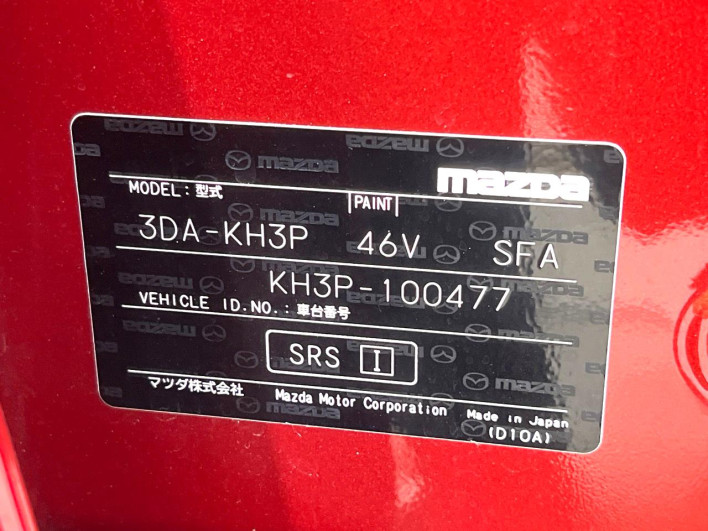 mazda
MODEL: 型式 PAINT
3DA-KH3P 46V SFA
KH3P-100477
VEHICLE ID.NO.: 車台番号
SRS I
マツダ株式会社 Mazda Motor Corporation Made in Japan
(D10A)